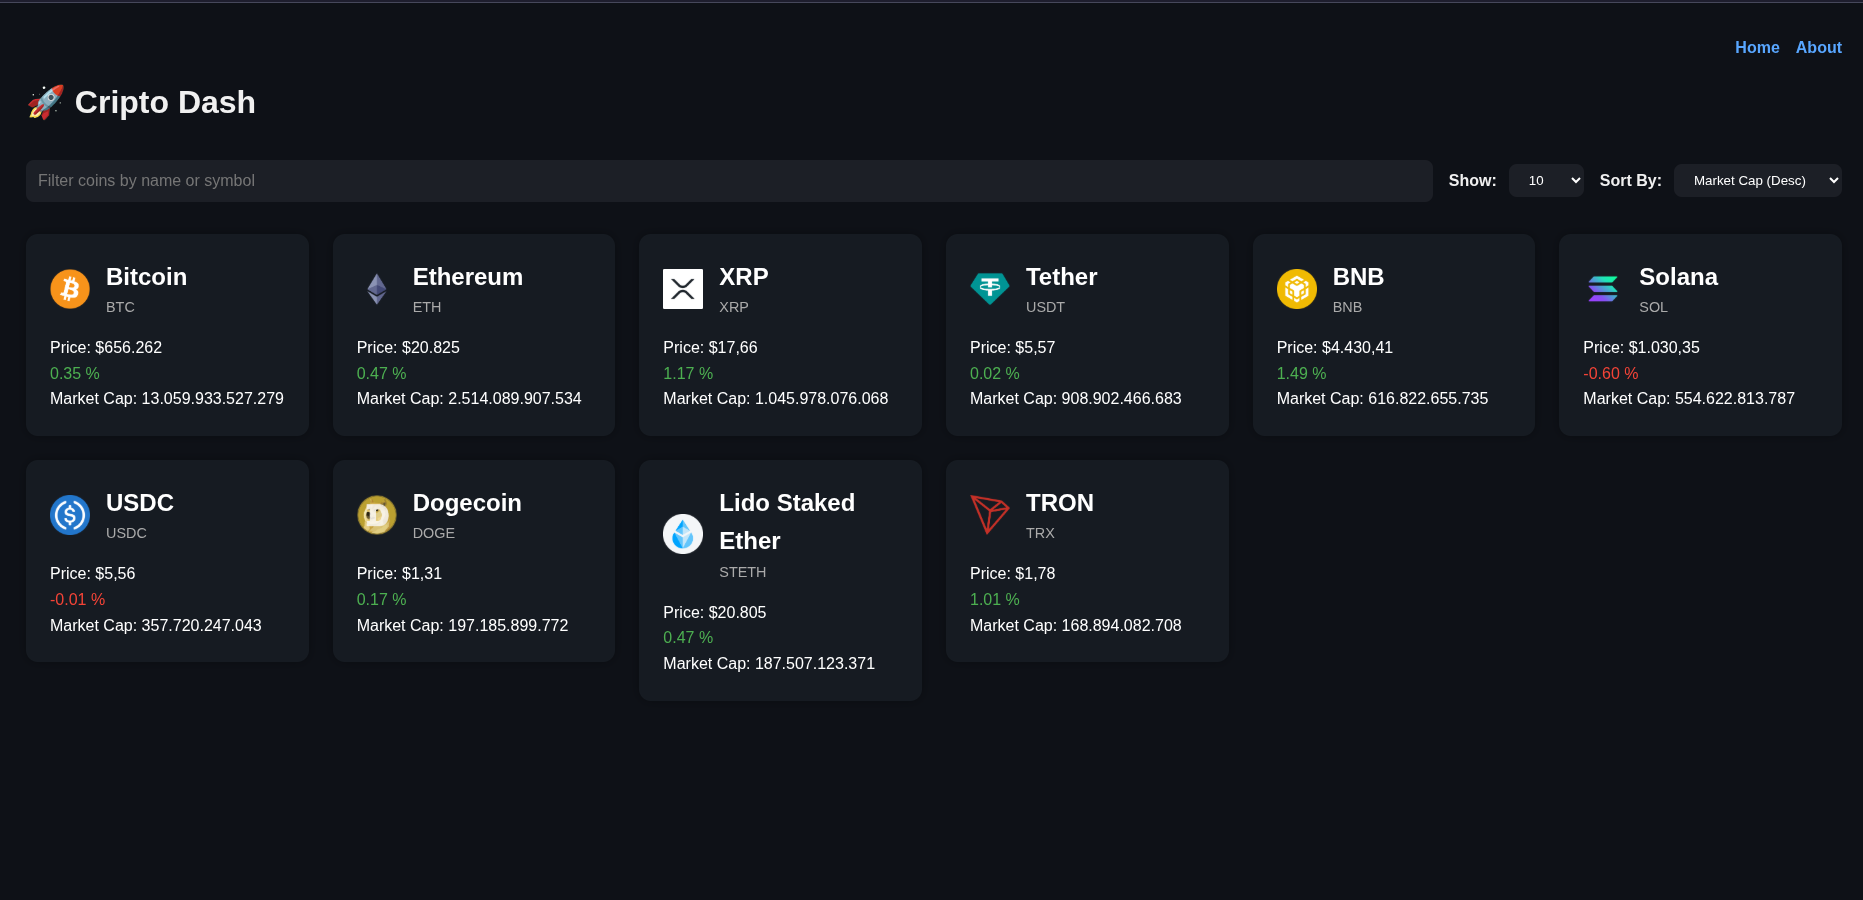 Home About
🚀 Cripto Dash
Filter coins by name or symbol
Show: 10 Sort By: Market Cap (Desc)
Bitcoin
BTC
Price: $656.262
0.35 %
Market Cap: 13.059.933.527.279
Ethereum
ETH
Price: $20.825
0.47 %
Market Cap: 2.514.089.907.534
XRP
XRP
Price: $17,66
1.17 %
Market Cap: 1.045.978.076.068
Tether
USDT
Price: $5,57
0.02 %
Market Cap: 908.902.466.683
BNB
BNB
Price: $4.430,41
1.49 %
Market Cap: 616.822.655.735
Solana
SOL
Price: $1.030,35
-0.60 %
Market Cap: 554.622.813.787
USDC
USDC
Price: $5,56
-0.01 %
Market Cap: 357.720.247.043
Dogecoin
DOGE
Price: $1,31
0.17 %
Market Cap: 197.185.899.772
Lido Staked
Ether
STETH
Price: $20.805
0.47 %
Market Cap: 187.507.123.371
TRON
TRX
Price: $1,78
1.01 %
Market Cap: 168.894.082.708